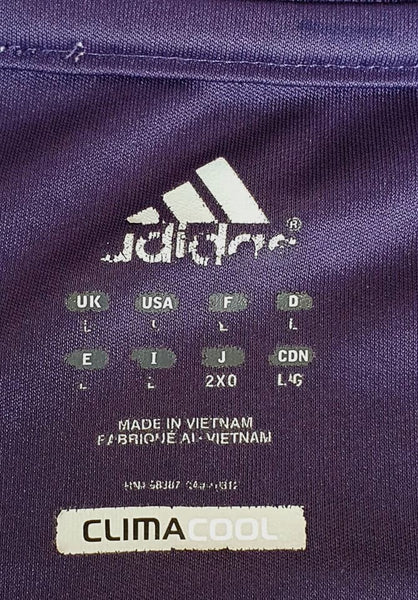 adidas®
UK USA F D
L L L L
E I J CDN
L L 2XO L/G
MADE IN VIETNAM
FABRIQUÉ AU VIETNAM
CLIMACOOL